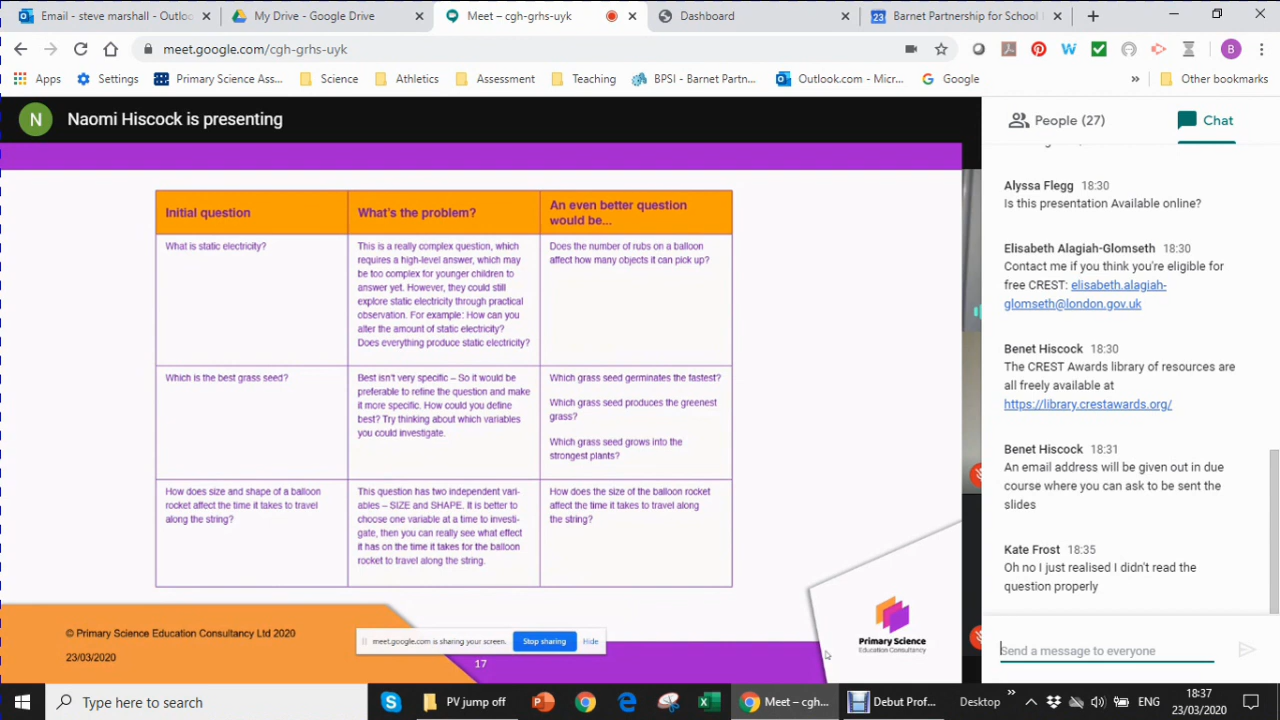 Email - steve marshall - Outloo
My Drive - Google Drive
Meet – cgh-grhs-uyk
Dashboard
23
Barnet Partnership for School I
meet.google.com/cgh-grhs-uyk
B
Apps
Settings
Primary Science Ass...
Science
Athletics
Assessment
Teaching
BPSI - Barnet Partn...
Outlook.com - Micr...
Google
»
Other bookmarks
N
Naomi Hiscock is presenting
People (27)
Chat
Initial question
What's the problem?
An even better question
would be...
What is static electricity?
This is a really complex question, which
requires a high-level answer, which may
be too complex for younger children to
answer yet. However, they could still
explore static electricity through practical
observation. For example: How can you
alter the amount of static electricity?
Does everything produce static electricity?
Does the number of rubs on a balloon
affect how many objects it can pick up?
Which is the best grass seed?
Best isn't very specific – So it would be
preferable to refine the question and make
it more specific. How could you define
best? Try thinking about which variables
you could investigate.
Which grass seed germinates the fastest?
Which grass seed produces the greenest
grass?
Which grass seed grows into the
strongest plants?
How does size and shape of a balloon
rocket affect the time it takes to travel
along the string?
This question has two independent vari-
ables – SIZE and SHAPE. It is better to
choose one variable at a time to investi-
gate, then you can really see what effect
it has on the time it takes for the balloon
rocket to travel along the string.
How does the size of the balloon rocket
affect the time it takes to travel along
the string?
© Primary Science Education Consultancy Ltd 2020
23/03/2020
meet.google.com is sharing your screen.
Stop sharing
Hide
17
Primary Science
Education Consultancy
Alyssa Flegg 18:30
Is this presentation Available online?
Elisabeth Alagiah-Glomseth 18:30
Contact me if you think you're eligible for
free CREST: elisabeth.alagiah-
glomseth@london.gov.uk
Benet Hiscock 18:30
The CREST Awards library of resources are
all freely available at
https://library.crestawards.org/
Benet Hiscock 18:31
An email address will be given out in due
course where you can ask to be sent the
slides
Kate Frost 18:35
Oh no I just realised I didn't read the
question properly
Send a message to everyone
Type here to search
PV jump off
Meet – cgh-...
Debut Prof...
Desktop
»
ENG
18:37
23/03/2020